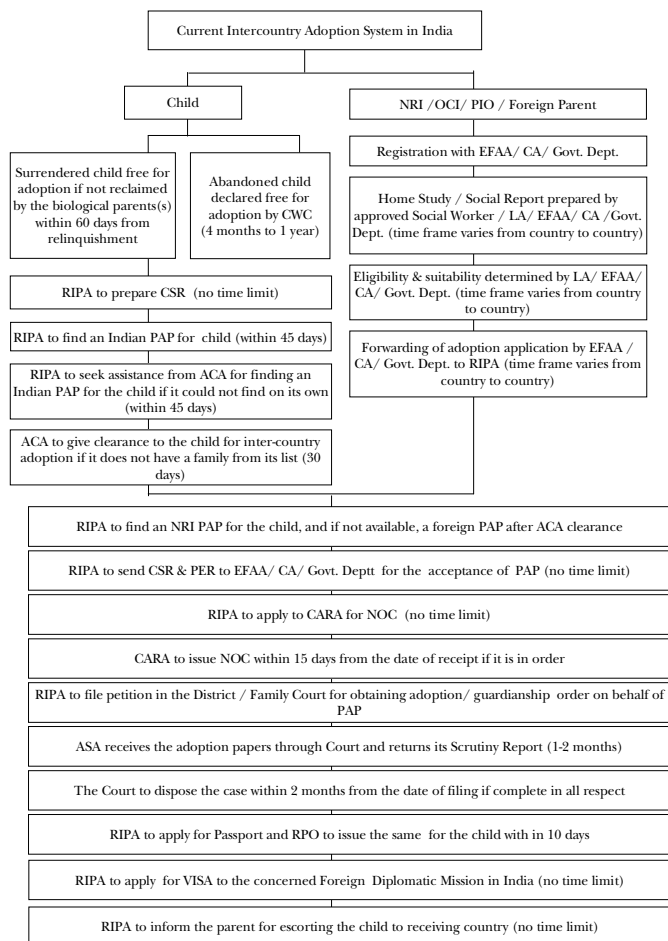 Current Intercountry Adoption System in India
Child
NRI /OCI/ PIO / Foreign Parent
Surrendered child free for
adoption if not reclaimed
by the biological parents(s)
within 60 days from
relinquishment
Abandoned child
declared free for
adoption by CWC
(4 months to 1 year)
RIPA to prepare CSR (no time limit)
RIPA to find an Indian PAP for child (within 45 days)
RIPA to seek assistance from ACA for finding an
Indian PAP for the child if it could not find on its own
(within 45 days)
ACA to give clearance to the child for inter-country
adoption if it does not have a family from its list (30
days)
Registration with EFAA/ CA/ Govt. Dept.
Home Study / Social Report prepared by
approved Social Worker / LA/ EFAA/ CA /Govt.
Dept. (time frame varies from country to country)
Eligibility & suitability determined by LA/ EFAA/
CA/ Govt. Dept. (time frame varies from country
to country)
Forwarding of adoption application by EFAA /
CA/ Govt. Dept. to RIPA (time frame varies from
country to country)
RIPA to find an NRI PAP for the child, and if not available, a foreign PAP after ACA clearance
RIPA to send CSR & PER to EFAA/ CA/ Govt. Deptt for the acceptance of PAP (no time limit)
RIPA to apply to CARA for NOC (no time limit)
CARA to issue NOC within 15 days from the date of receipt if it is in order
RIPA to file petition in the District / Family Court for obtaining adoption/ guardianship order on behalf of
PAP
ASA receives the adoption papers through Court and returns its Scrutiny Report (1-2 months)
The Court to dispose the case within 2 months from the date of filing if complete in all respect
RIPA to apply for Passport and RPO to issue the same for the child with in 10 days
RIPA to apply for VISA to the concerned Foreign Diplomatic Mission in India (no time limit)
RIPA to inform the parent for escorting the child to receiving country (no time limit)